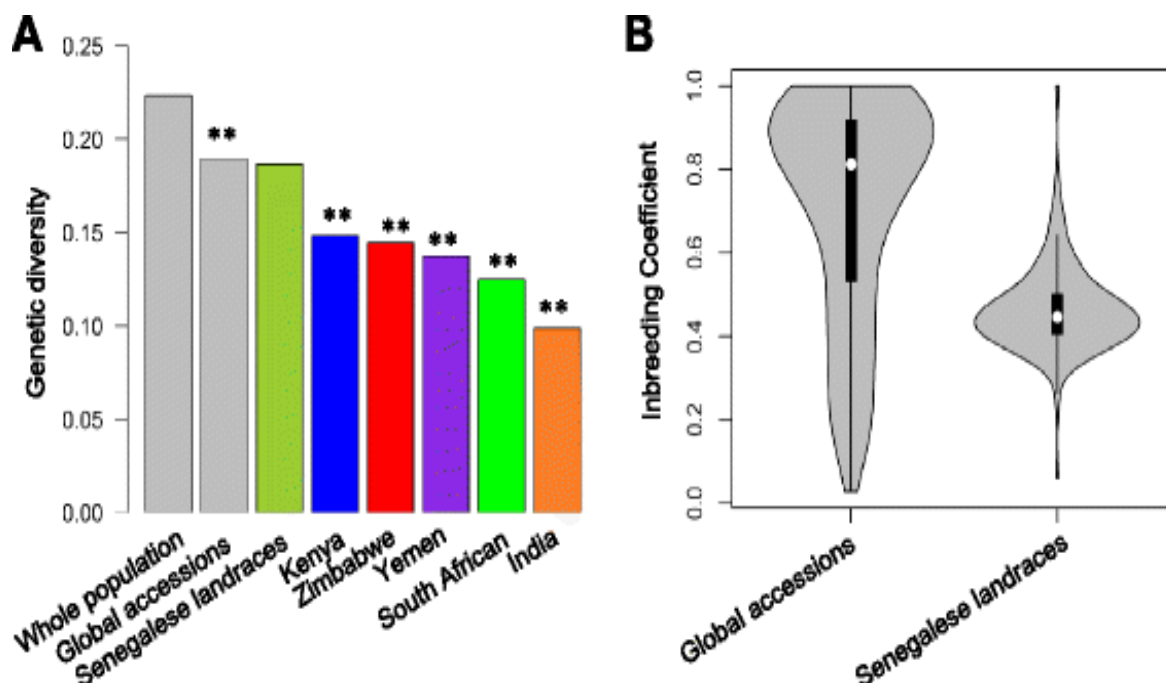 A
0.25
0.20
0.15
0.10
0.05
0.00
Genetic diversity
**
**
**
**
**
**
Whole population
Global accessions
Senegalese landraces
Kenya
Zimbabwe
Yemen
South African
India
B
1.0
0.8
0.6
0.4
0.2
0.0
Inbreeding Coefficient
Global accessions
Senegalese landraces